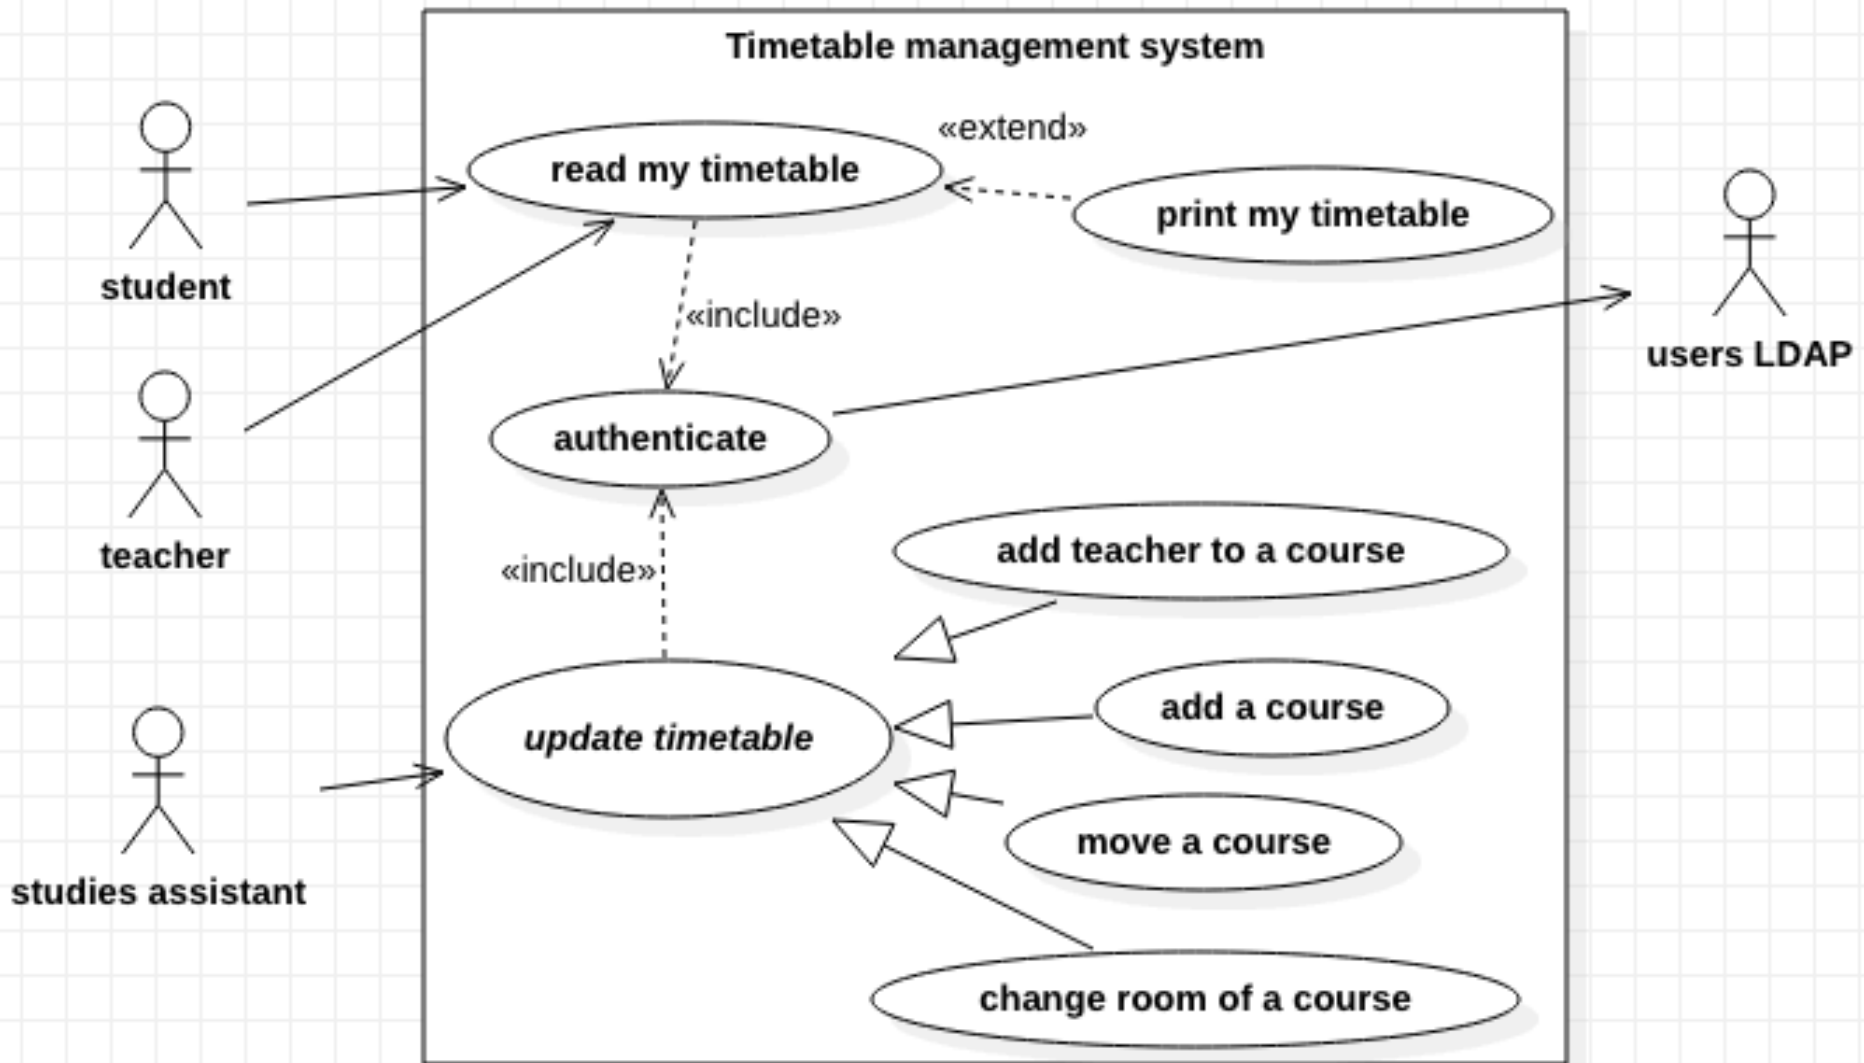 Timetable management system
«extend»
read my timetable
print my timetable
student
«include»
users LDAP
authenticate
teacher
«include»
add teacher to a course
add a course
update timetable
move a course
studies assistant
change room of a course